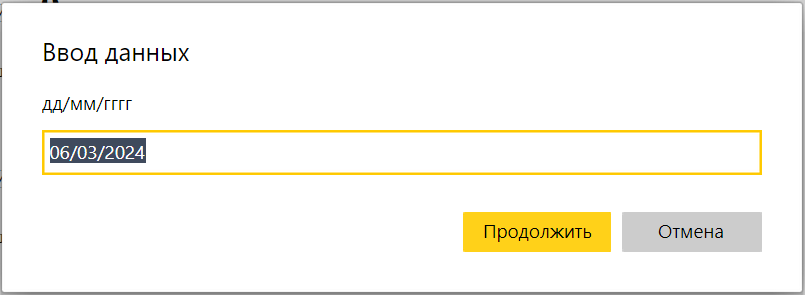 Ввод данных
дд/мм/гггг
06/03/2024
Продолжить
Отмена